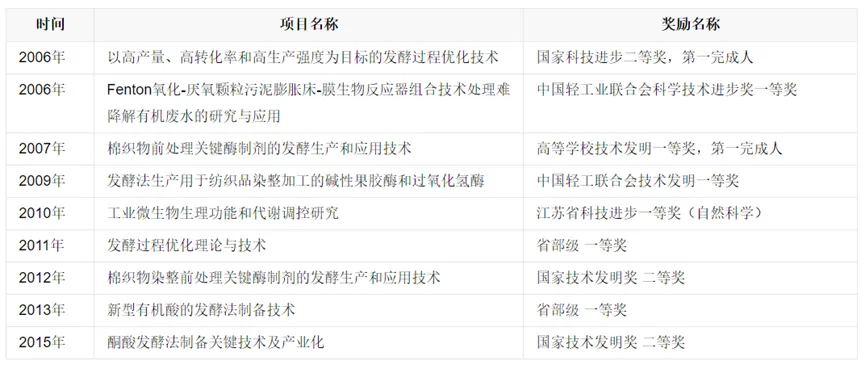 时间 项目名称 奖励名称
2006年 以高产量、高转化率和高生产强度为目标的发酵过程优化技术 国家科技进步二等奖，第一完成人
2006年 Fenton氧化-厌氧颗粒污泥膨胀床-膜生物反应器组合技术处理难 中国轻工业联合会科学技术进步奖一等奖
降解有机废水的研究与应用
2007年 棉织物前处理关键酶制剂的发酵生产和应用技术 高等学校技术发明一等奖，第一完成人
2009年 发酵法生产用于纺织品染整加工的碱性果胶酶和过氧化氢酶 中国轻工联合会技术发明一等奖
2010年 工业微生物生理功能和代谢调控研究 江苏省科技进步一等奖（自然科学）
2011年 发酵过程优化理论与技术 省部级 一等奖
2012年 棉织物染整前处理关键酶制剂的发酵生产和应用技术 国家技术发明奖 二等奖
2013年 新型有机酸的发酵法制备技术 省部级 一等奖
2015年 酮酸发酵法制备关键技术及产业化 国家技术发明奖 二等奖